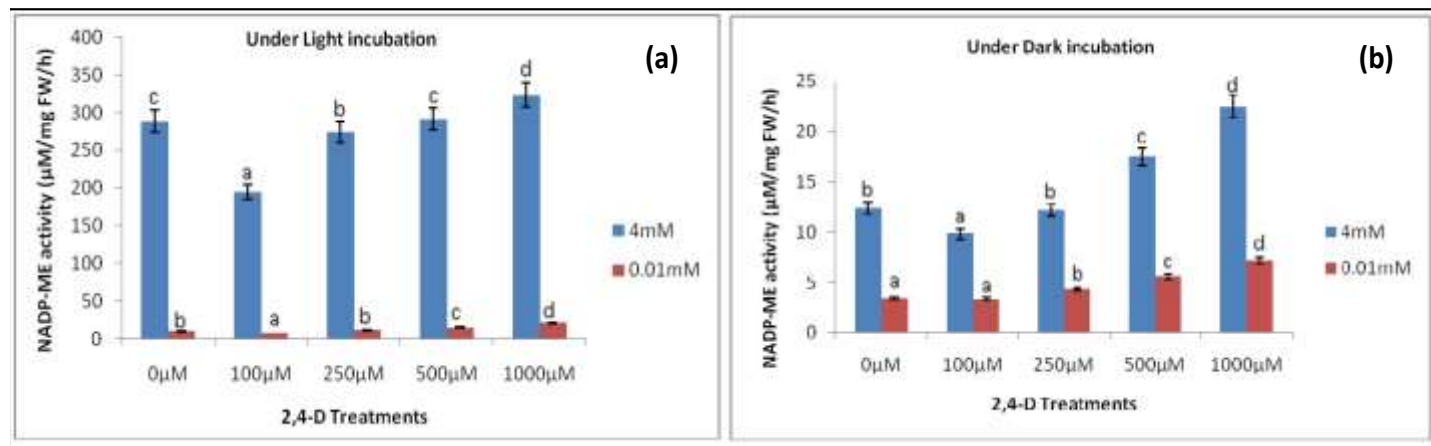 Under Light incubation
(a)
NADP-ME activity (µM/mg FW/h)
400
350
300
250
200
150
100
50
0
c
a
b
c
d
b
a
b
c
d
0µM 100µM 250µM 500µM 1000µM
2,4-D Treatments
4mM
0.01mM
Under Dark incubation
(b)
NADP-ME activity (µM/mg FW/h)
25
20
15
10
5
0
b
a
b
c
d
a
a
b
c
d
0µM 100µM 250µM 500µM 1000µM
2,4-D Treatments
4mM
0.01mM